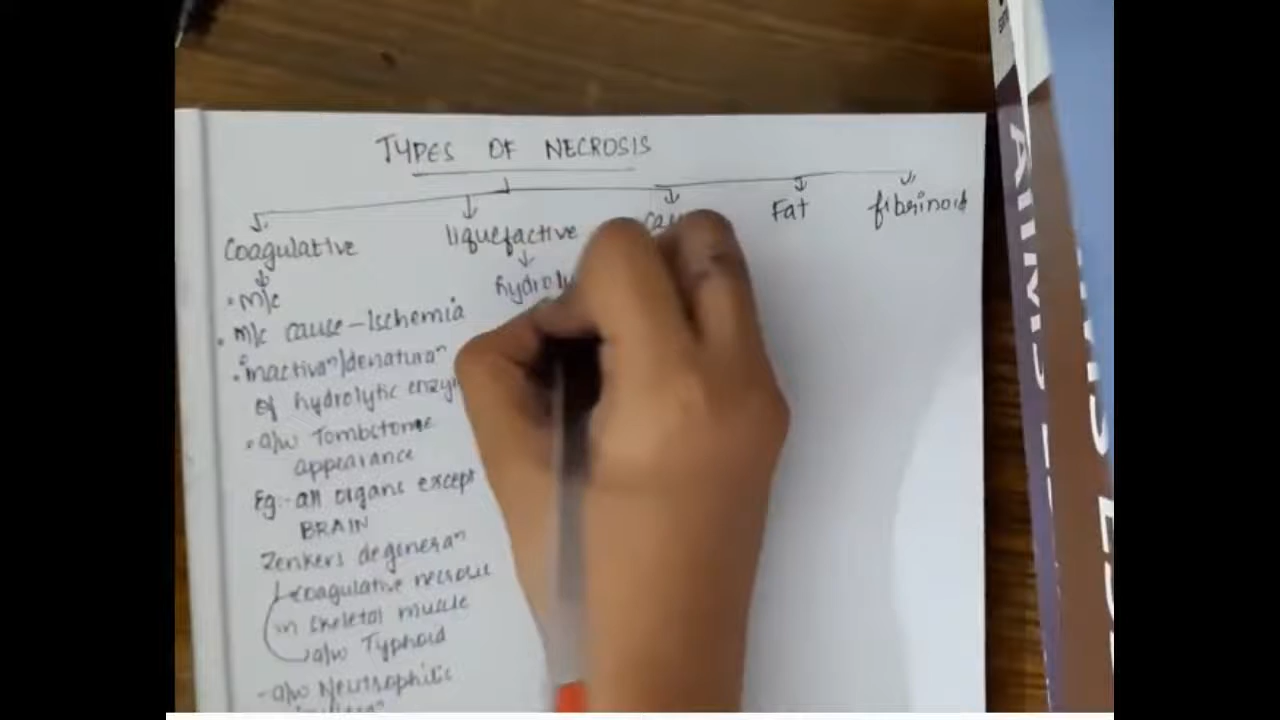 TYPES OF NECROSIS
Coagulative
liquefactive
Fat
fibrinoid
• m/c
• m/c cause – Ischemia
• inactivaⁿ/denaturaⁿ
of hydrolytic
• a/w Tombstone
appearance
Eg:- all organs except
BRAIN
Zenkers degeneraⁿ
coagulative necrosis
in skeletal muscle
a/w Typhoid
- a/w Neutrophilic
AIIMS